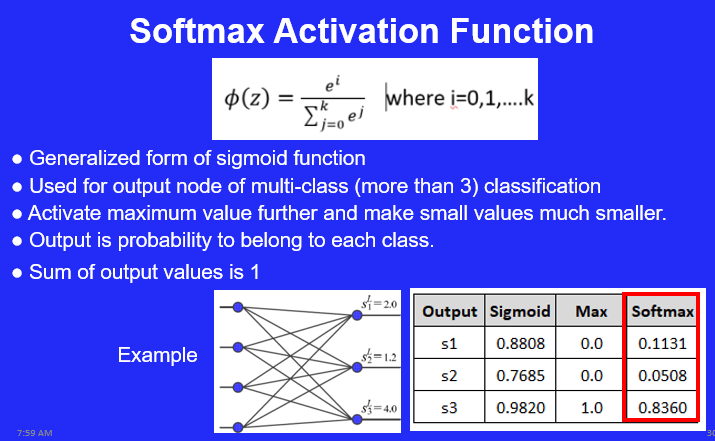 Softmax Activation Function
ϕ(z) = e^i / ∑_{j=0}^{k} e^j where i=0,1,....k
● Generalized form of sigmoid function
● Used for output node of multi-class (more than 3) classification
● Activate maximum value further and make small values much smaller.
● Output is probability to belong to each class.
● Sum of output values is 1
Example
s_1^l=2.0
s_2^l=1.2
s_3^l=4.0
Output Sigmoid Max Softmax
s1 0.8808 0.0 0.1131
s2 0.7685 0.0 0.0508
s3 0.9820 1.0 0.8360
7:59 AM